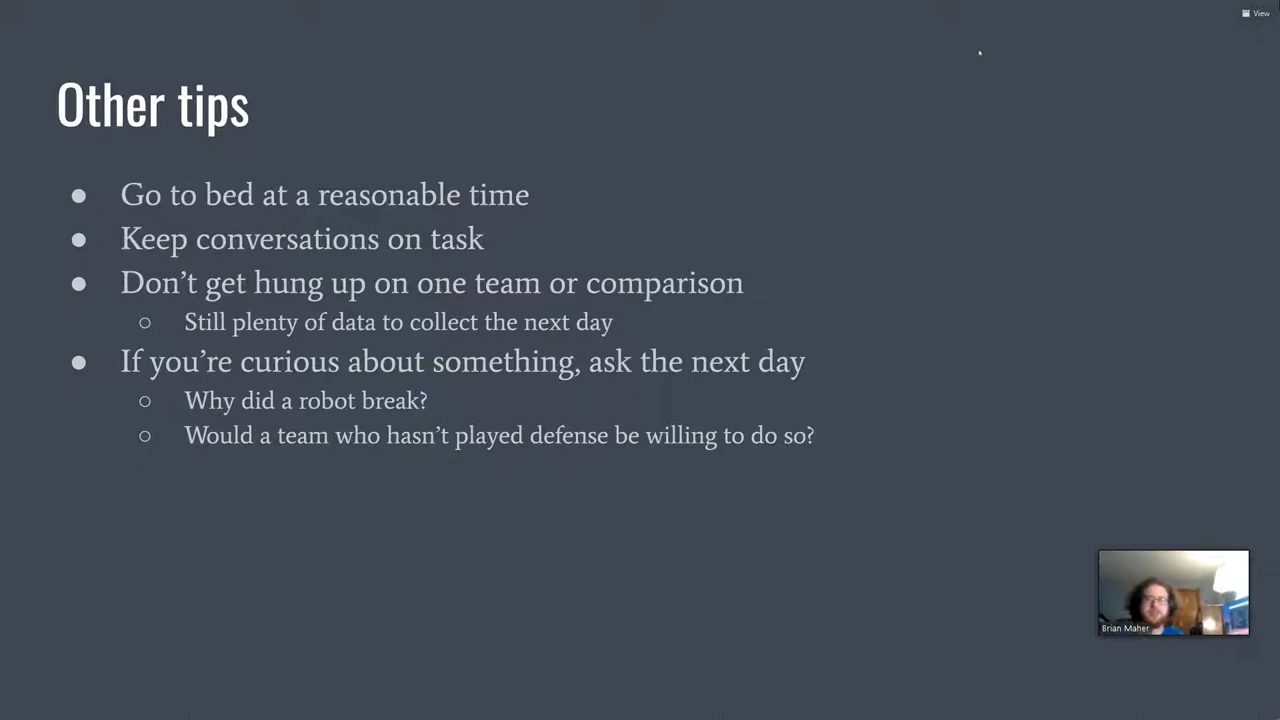 View
Other tips
● Go to bed at a reasonable time
● Keep conversations on task
● Don’t get hung up on one team or comparison
○ Still plenty of data to collect the next day
● If you’re curious about something, ask the next day
○ Why did a robot break?
○ Would a team who hasn’t played defense be willing to do so?
Brian Maher